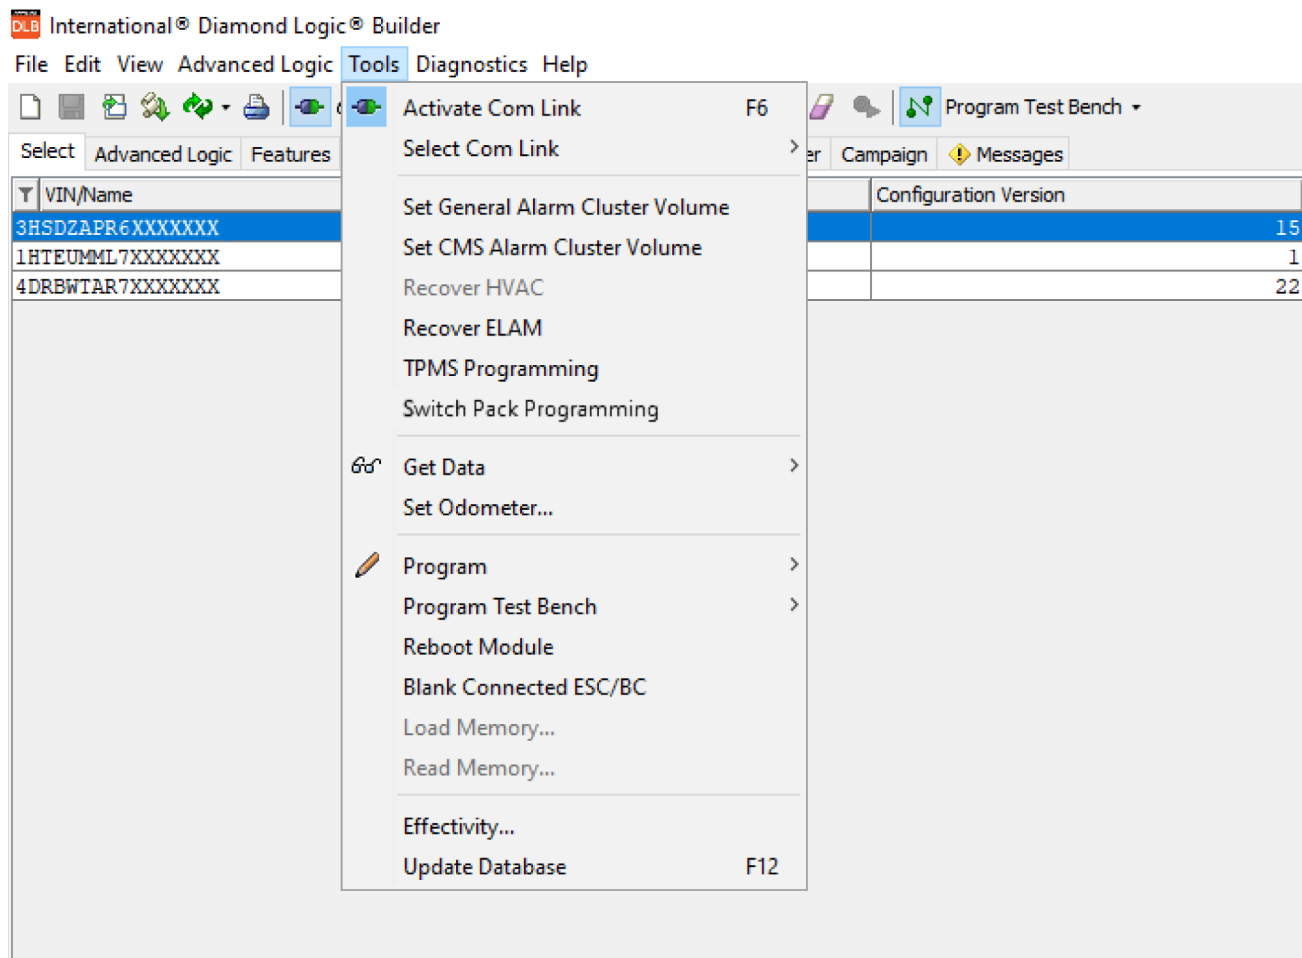 DLB International® Diamond Logic® Builder
File Edit View Advanced Logic Tools Diagnostics Help
Program Test Bench
Select Advanced Logic Features er Campaign Messages
VIN/Name Configuration Version
3HSDZAPR6XXXXXXX 15
1HTEUMML7XXXXXXX 1
4DRBWTAR7XXXXXXX 22
Activate Com Link F6
Select Com Link
Set General Alarm Cluster Volume
Set CMS Alarm Cluster Volume
Recover HVAC
Recover ELAM
TPMS Programming
Switch Pack Programming
Get Data
Set Odometer...
Program
Program Test Bench
Reboot Module
Blank Connected ESC/BC
Load Memory...
Read Memory...
Effectivity...
Update Database F12